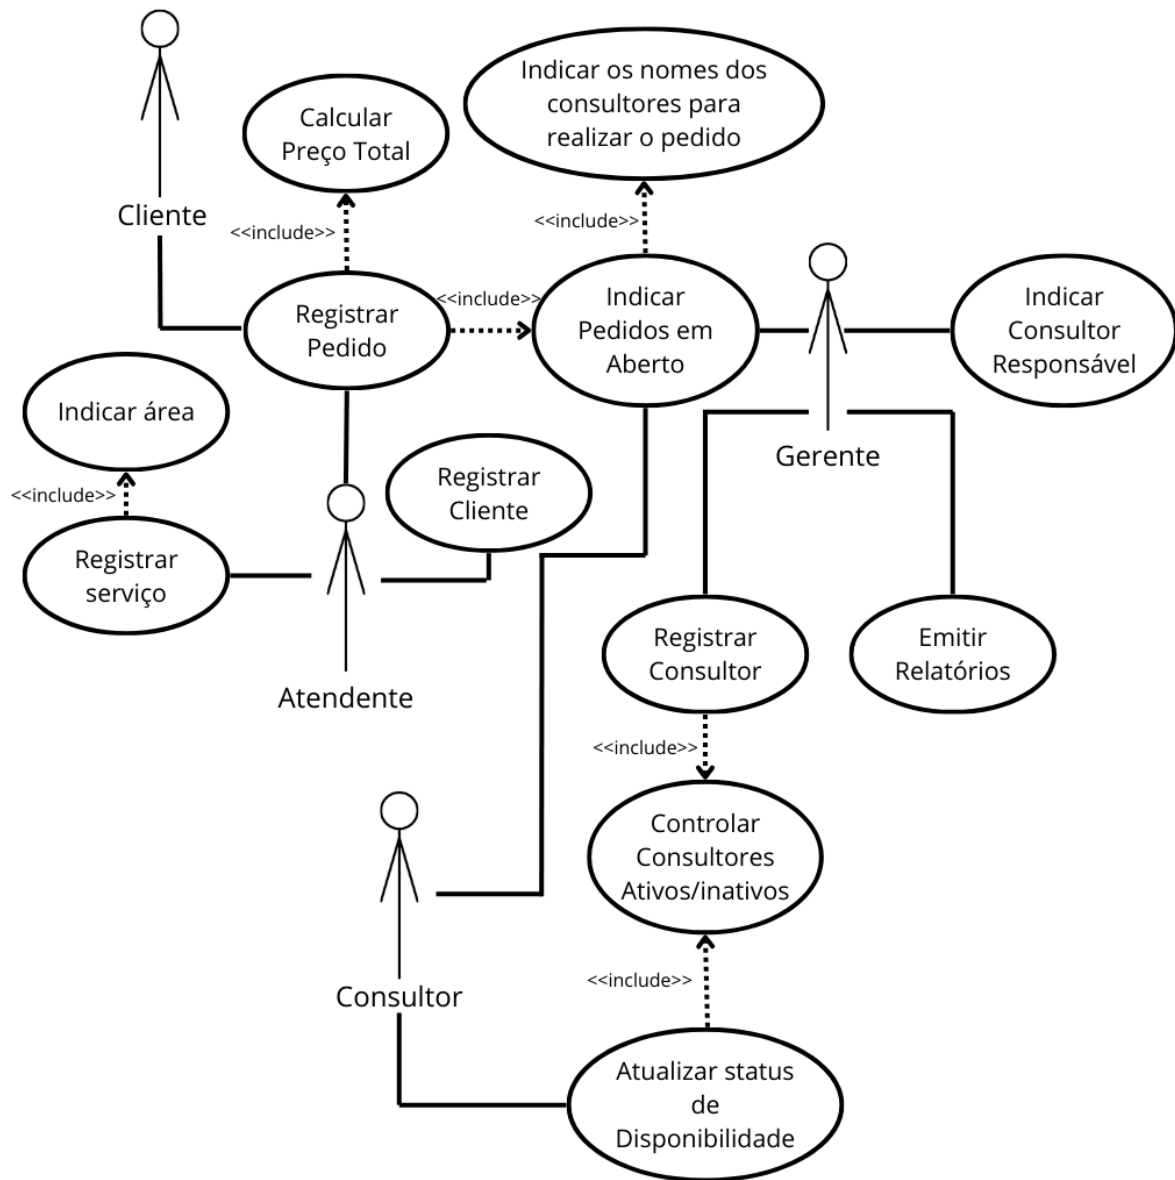 Indicar os nomes dos
consultores para
realizar o pedido
Calcular
Preço Total
Cliente
<<include>>
<<include>>
Registrar
Pedido
<<include>>
Indicar
Pedidos em
Aberto
Indicar
Consultor
Responsável
Indicar área
Gerente
<<include>>
Registrar
Cliente
Registrar
serviço
Atendente
Registrar
Consultor
Emitir
Relatórios
<<include>>
Controlar
Consultores
Ativos/inativos
<<include>>
Consultor
Atualizar status
de
Disponibilidade